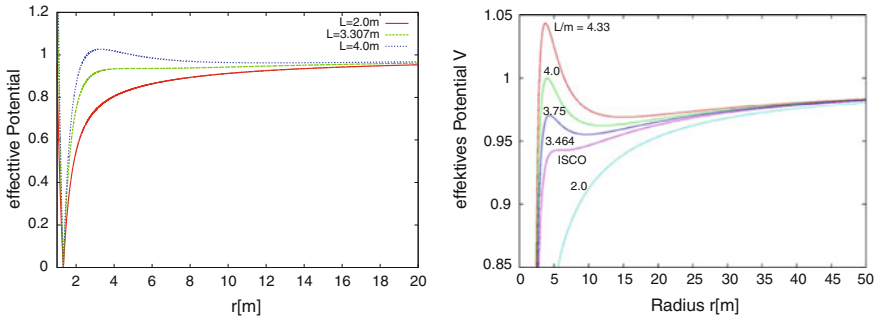 L=2.0m
L=3.307m
L=4.0m
1.2
1
0.8
0.6
0.4
0.2
0
effecttive Potential
2 4 6 8 10 12 14 16 18 20
r[m]
1.05
1
0.95
0.9
0.85
effektives Potential V
L/m = 4.33
4.0
3.75
3.464
ISCO
2.0
0 5 10 15 20 25 30 35 40 45 50
Radius r[m]